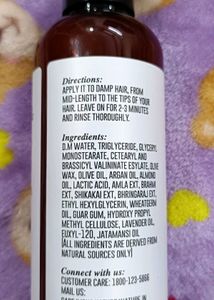 Directions:
APPLY IT TO DAMP HAIR, FROM
MID-LENGTH TO THE TIPS OF YOUR
HAIR. LEAVE ON FOR 2-3 MINUTES
AND RINSE THOROUGHLY.
Ingredients:
D.M WATER, TRIGLYCERIDE, GLYCERYL
MONOSTEARATE, CETEARYL AND
BRASSICYL VALININATE ESYLATE, OLIVE
WAX, OLIVE OIL, ARGAN OIL, ALMOND
OIL, LACTIC ACID, AMLA EXT., BRAHMI
EXT., SHIKAKAI EXT., BHRINGRAJ OIL
ETHYL HEXYLGLYCERIN, WHEATGERM
OIL, GUAR GUM, HYDROXY PROPYL
METHYL CELLULOSE, LAVENDER OIL,
EUXYL-120, JATAMANSI OIL
(ALL INGREDIENTS ARE DERIVED FROM
NATURAL SOURCES ONLY)
Connect with us:
CUSTOMER CARE: 1800-123-5866
MAIL US: